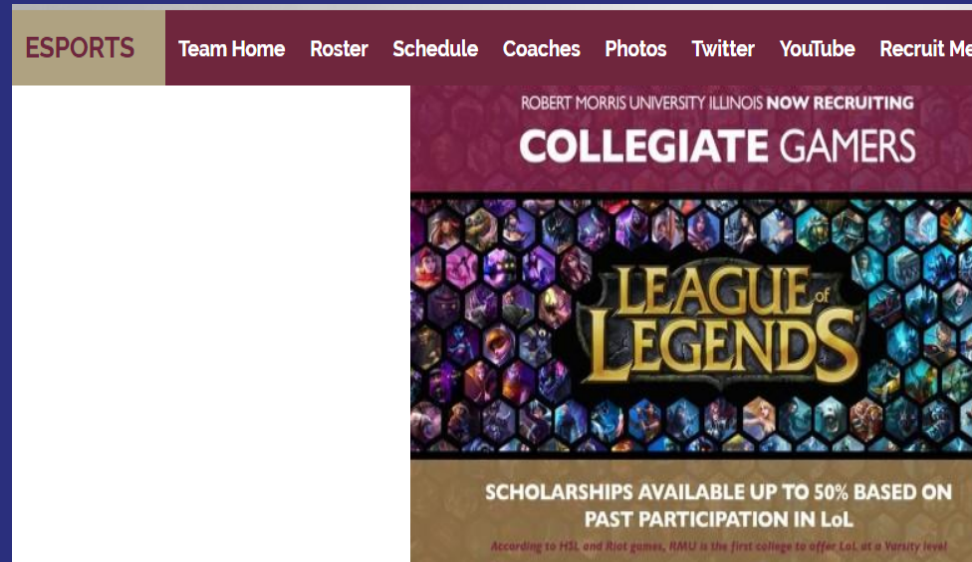 ESPORTS Team Home Roster Schedule Coaches Photos Twitter YouTube Recruit Me
ROBERT MORRIS UNIVERSITY ILLINOIS NOW RECRUITING
COLLEGIATE GAMERS
LEAGUE of
LEGENDS
SCHOLARSHIPS AVAILABLE UP TO 50% BASED ON
PAST PARTICIPATION IN LoL
According to HSL and Riot games, RMU is the first college to offer LoL at a Varsity level